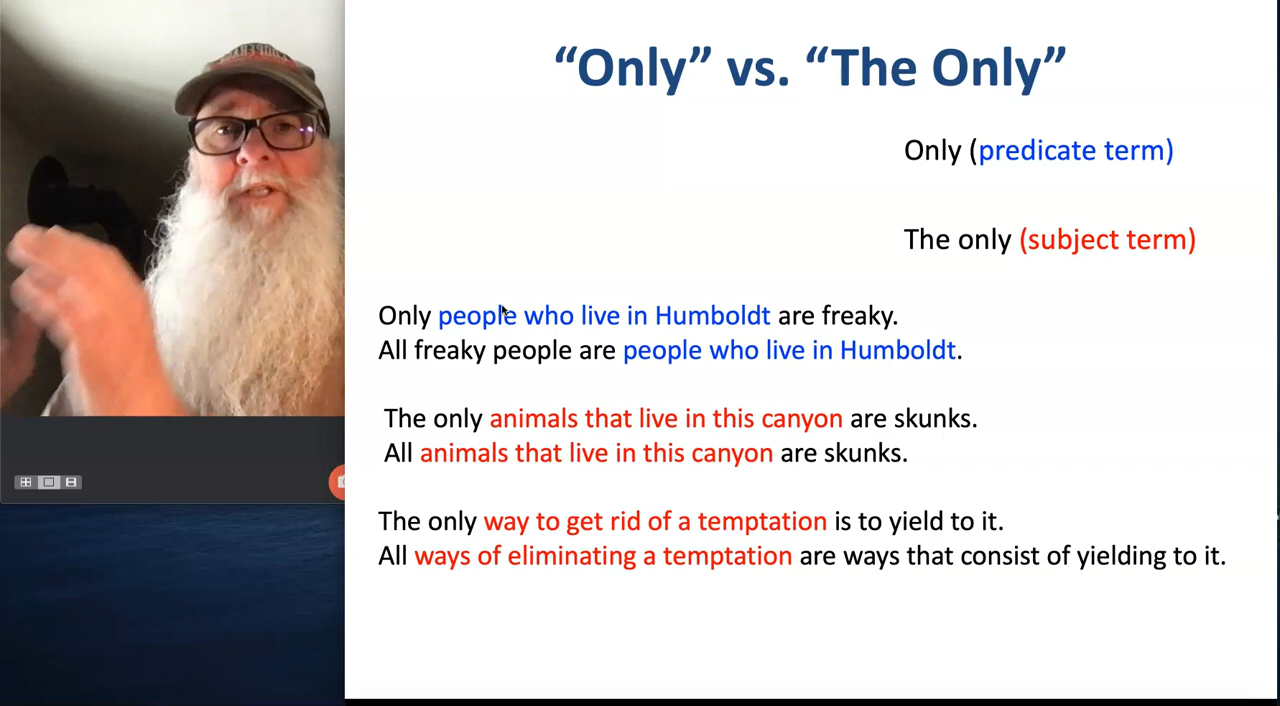 “Only” vs. “The Only”
Only (predicate term)
The only (subject term)
Only people who live in Humboldt are freaky.
All freaky people are people who live in Humboldt.
The only animals that live in this canyon are skunks.
All animals that live in this canyon are skunks.
The only way to get rid of a temptation is to yield to it.
All ways of eliminating a temptation are ways that consist of yielding to it.